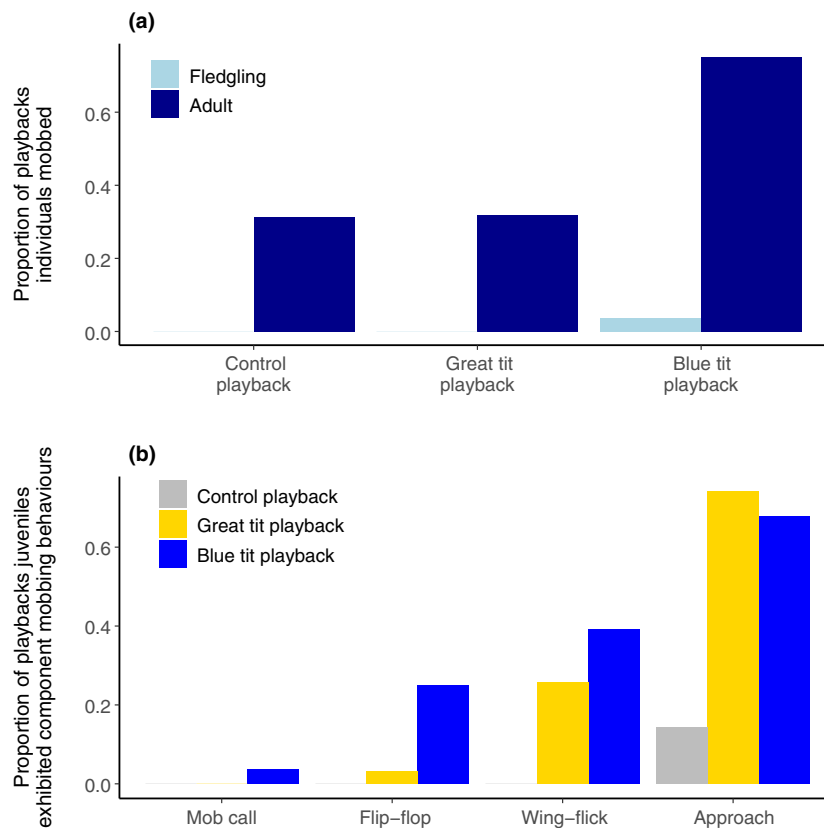 (a)
Proportion of playbacks
individuals mobbed
Fledgling
Adult
0.6
0.4
0.2
0.0
Control
playback
Great tit
playback
Blue tit
playback
(b)
Proportion of playbacks juveniles
exhibited component mobbing behaviours
Control playback
Great tit playback
Blue tit playback
0.6
0.4
0.2
0.0
Mob call
Flip−flop
Wing−flick
Approach